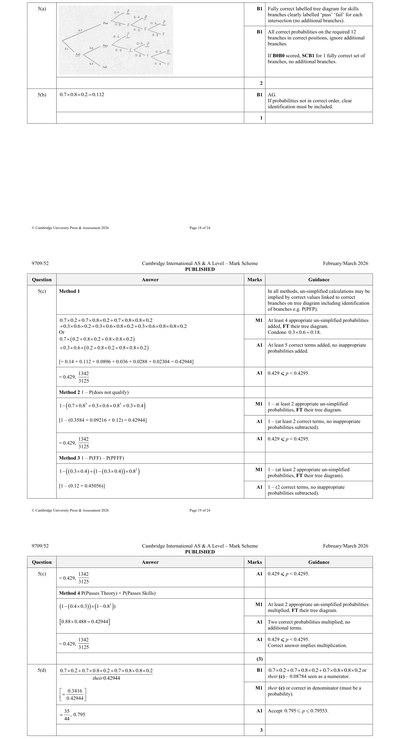 5(a)
B1
Fully correct labelled tree diagram for skills
branches clearly labelled 'pass' 'fail' for each
intersection (no additional branches).
B1
All correct probabilities on the required 12
branches in correct positions, ignore additional
branches.
If B0B0 scored, SCB1 for 1 fully correct set of
branches, no additional branches.
2
5(b)
0.7×0.8×0.2=0.112
B1
AG.
If probabilities not in correct order, clear
identification must be included.
1
© Cambridge University Press & Assessment 2026
Page 18 of 24
9709/52
Cambridge International AS & A Level – Mark Scheme
PUBLISHED
February/March 2026
Question
Answer
Marks
Guidance
5(c)
Method 1
In all methods, un-simplified calculations may be
implied by correct values linked to correct
branches on tree diagram including identification
of branches e.g. P(PFP).
0.7×0.2+0.7×0.8×0.2+0.7×0.8×0.8×0.2
+0.3×0.6×0.2+0.3×0.6×0.8×0.2+0.3×0.6×0.8×0.8×0.2
Or
0.7×(0.2+0.8×0.2+0.8×0.8×0.2)
+0.3×0.6×(0.2+0.8×0.2+0.8×0.8×0.2)
[= 0.14 + 0.112 + 0.0896 + 0.036 + 0.0288 + 0.02304 = 0.42944]
M1
At least 4 appropriate un-simplified probabilities
added, FT their tree diagram.
Condone 0.3×0.6=0.18.
A1
At least 5 correct terms added, no inappropriate
probabilities added.
= 0.429, 1342/3125
A1
0.429 ⩽ p < 0.4295.
Method 2 1 – P(does not qualify)
1–(0.7×0.8³+0.3×0.6×0.8³+0.3×0.4)
[1 – (0.3584 + 0.09216 + 0.12) = 0.42944]
M1
1 – at least 2 appropriate un-simplified
probabilities, FT their tree diagram.
A1
1 – (at least 2 correct terms, no inappropriate
probabilities subtracted).
= 0.429, 1342/3125
A1
0.429 ⩽ p < 0.4295.
Method 3 1 – P(FF) – P(PFFF)
1–((0.3×0.4)+(1–(0.3×0.4))×0.8³)
[1 – (0.12 + 0.45056)]
M1
1 – (at least 2 appropriate un-simplified
probabilities, FT their tree diagram).
A1
1 – (2 correct terms, no inappropriate
probabilities subtracted).
© Cambridge University Press & Assessment 2026
Page 19 of 24
9709/52
Cambridge International AS & A Level – Mark Scheme
PUBLISHED
February/March 2026
Question
Answer
Marks
Guidance
5(c)
= 0.429, 1342/3125
A1
0.429 ⩽ p < 0.4295.
Method 4 P(Passes Theory) × P(Passes Skills)
(1–(0.4×0.3))×(1–0.8³)
[0.88×0.488 = 0.42944]
M1
At least 2 appropriate un-simplified probabilities
multiplied, FT their tree diagram.
A1
Two correct probabilities multiplied, no
additional terms.
= 0.429, 1342/3125
A1
0.429 ⩽ p < 0.4295.
Correct answer implies multiplication.
(3)
5(d)
0.7×0.2+0.7×0.8×0.2+0.7×0.8×0.8×0.2
their 0.42944
B1
0.7×0.2+0.7×0.8×0.2+0.7×0.8×0.8×0.2 or
their (c) – 0.08784 seen as a numerator.
[= 0.3416/0.42944]
M1
their (c) or correct in denominator (must be a
probability).
= 35/44, 0.795
A1
Accept 0.795 ⩽ p ⩽ 0.79553.
3